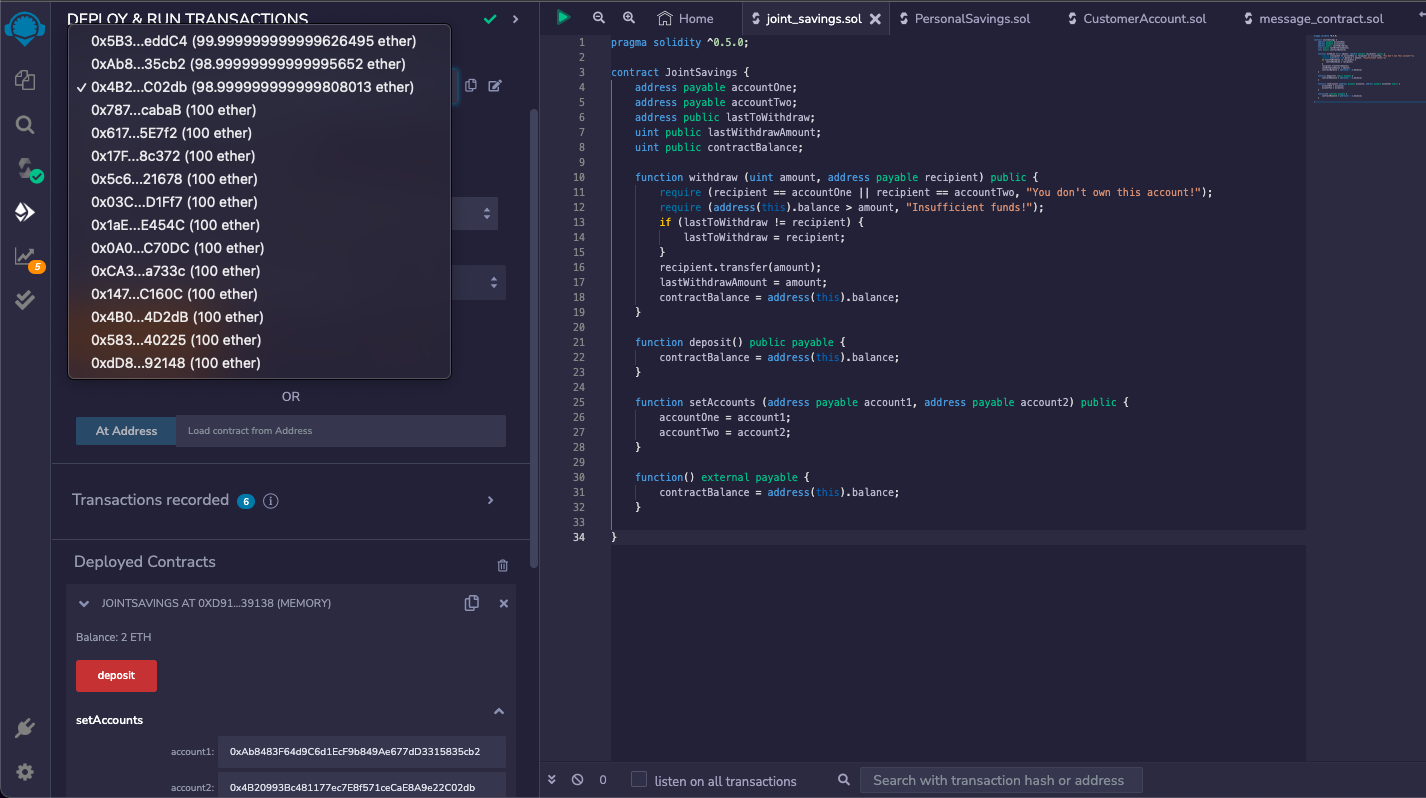 DEPLOY & RUN TRANSACTIONS
0x5B3...eddC4 (99.999999999999626495 ether)
0xAb8...35cb2 (98.99999999999995652 ether)
0x4B2...C02db (98.999999999999808013 ether)
0x787...cabaB (100 ether)
0x617...5E7f2 (100 ether)
0x17F...8c372 (100 ether)
0x5c6...21678 (100 ether)
0x03C...D1Ff7 (100 ether)
0x1aE...E454C (100 ether)
0x0A0...C70DC (100 ether)
0xCA3...a733c (100 ether)
0x147...C160C (100 ether)
0x4B0...4D2dB (100 ether)
0x583...40225 (100 ether)
0xdD8...92148 (100 ether)
5
OR
At Address
Load contract from Address
Transactions recorded 6 i
Deployed Contracts
JOINTSAVINGS AT 0XD91...39138 (MEMORY)
Balance: 2 ETH
deposit
setAccounts
account1: 0xAb8483F64d9C6d1EcF9b849Ae677dD3315835cb2
account2: 0x4B20993Bc481177ec7E8f571ceCaE8A9e22C02db
Home
joint_savings.sol
PersonalSavings.sol
CustomerAccount.sol
message_contract.sol
1 pragma solidity ^0.5.0;
2
3 contract JointSavings {
4 address payable accountOne;
5 address payable accountTwo;
6 address public lastToWithdraw;
7 uint public lastWithdrawAmount;
8 uint public contractBalance;
9
10 function withdraw (uint amount, address payable recipient) public {
11 require (recipient == accountOne || recipient == accountTwo, "You don't own this account!");
12 require (address(this).balance > amount, "Insufficient funds!");
13 if (lastToWithdraw != recipient) {
14 lastToWithdraw = recipient;
15 }
16 recipient.transfer(amount);
17 lastWithdrawAmount = amount;
18 contractBalance = address(this).balance;
19 }
20
21 function deposit() public payable {
22 contractBalance = address(this).balance;
23 }
24
25 function setAccounts (address payable account1, address payable account2) public {
26 accountOne = account1;
27 accountTwo = account2;
28 }
29
30 function() external payable {
31 contractBalance = address(this).balance;
32 }
33
34 }
0
listen on all transactions
Search with transaction hash or address